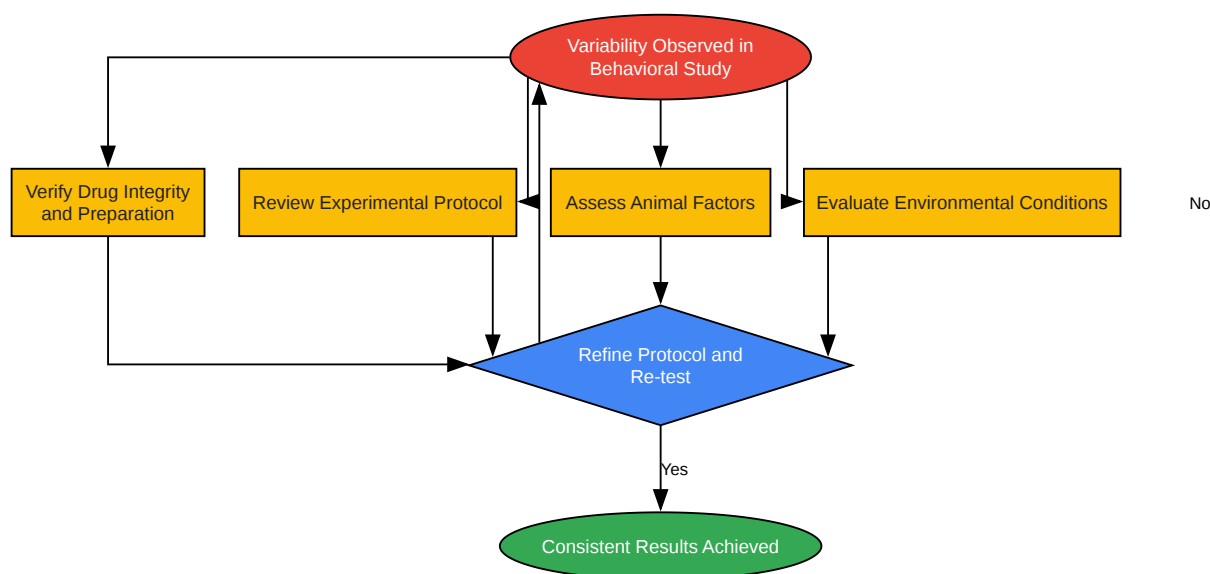 Variability Observed in
Behavioral Study
Verify Drug Integrity
and Preparation
Review Experimental Protocol
Assess Animal Factors
Evaluate Environmental Conditions
No
Refine Protocol and
Re-test
Yes
Consistent Results Achieved